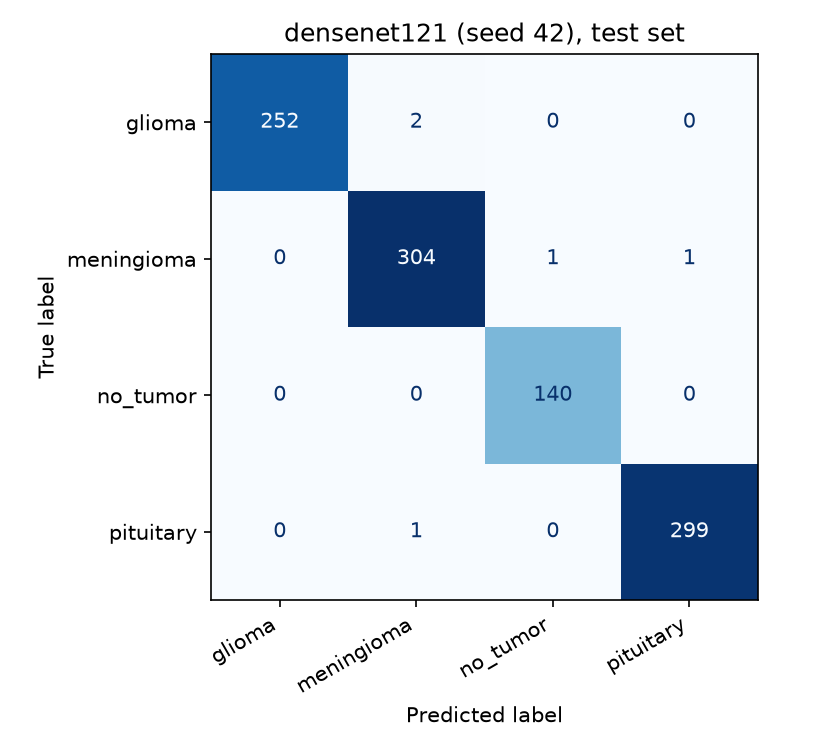 densenet121 (seed 42), test set
True label
glioma 252 2 0 0
meningioma 0 304 1 1
no_tumor 0 0 140 0
pituitary 0 1 0 299
glioma meningioma no_tumor pituitary
Predicted label